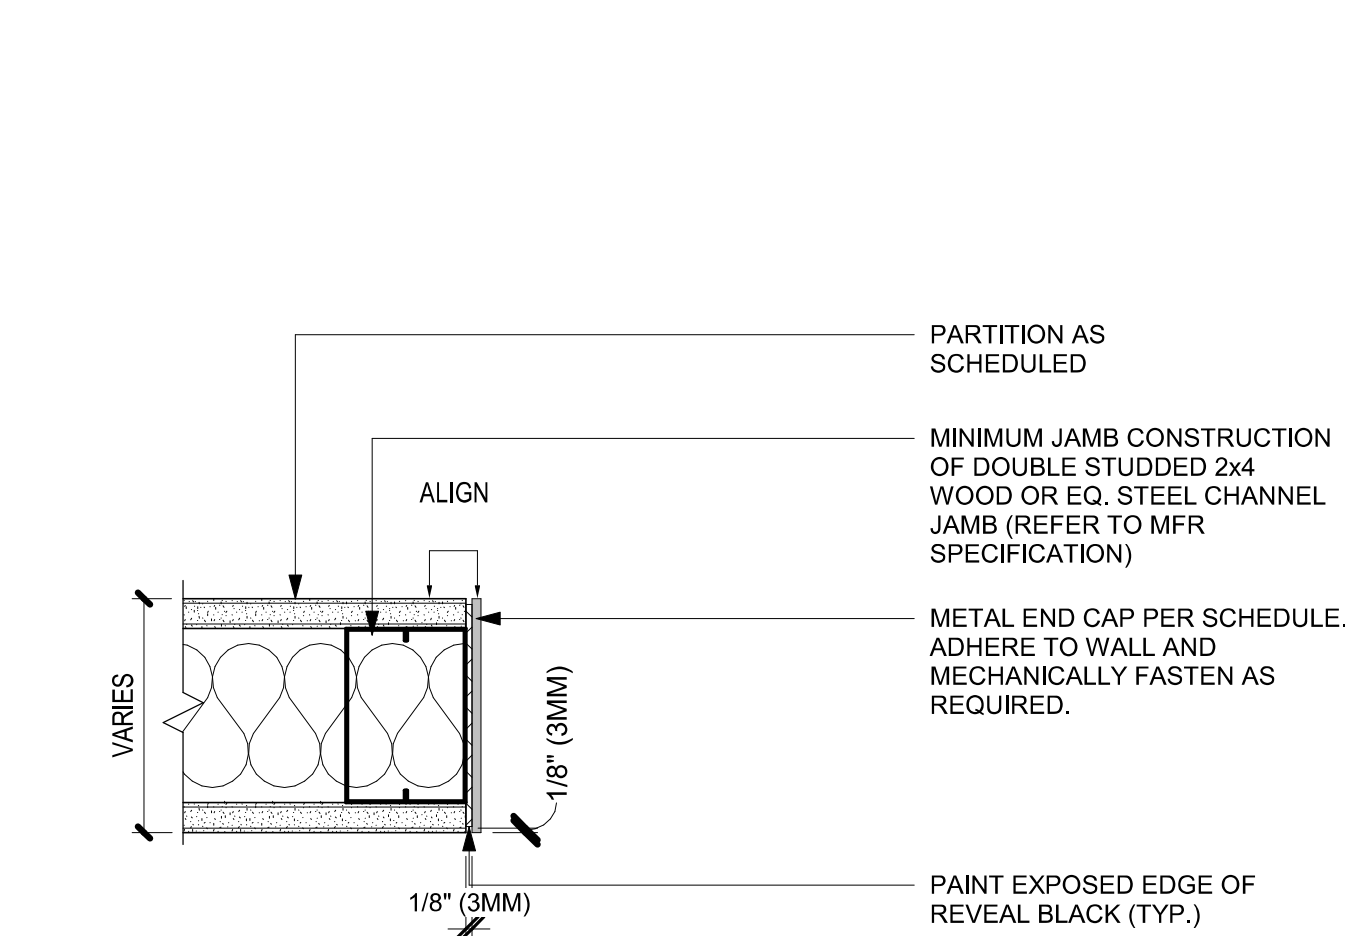 PARTITION AS
SCHEDULED
MINIMUM JAMB CONSTRUCTION
OF DOUBLE STUDDED 2x4
WOOD OR EQ. STEEL CHANNEL
JAMB (REFER TO MFR
SPECIFICATION)
ALIGN
METAL END CAP PER SCHEDULE.
ADHERE TO WALL AND
MECHANICALLY FASTEN AS
REQUIRED.
VARIES
1/8" (3MM)
1/8" (3MM)
PAINT EXPOSED EDGE OF
REVEAL BLACK (TYP.)